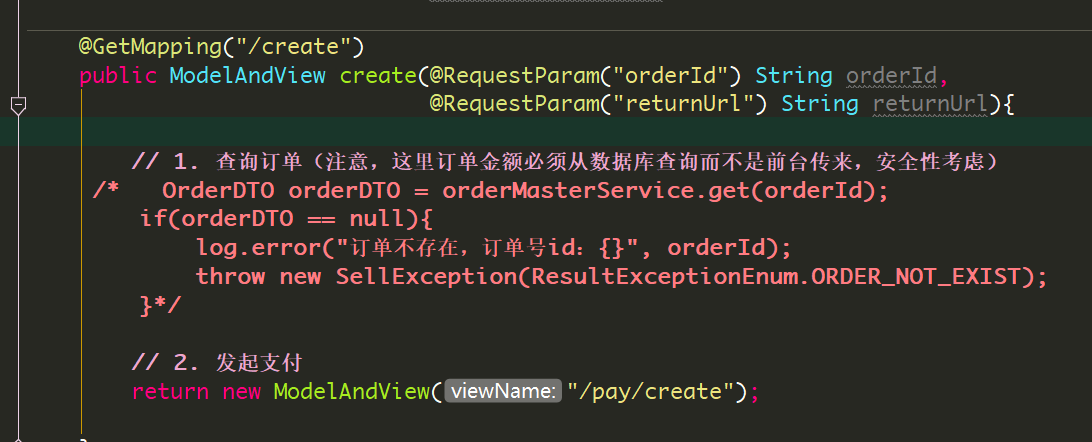 @GetMapping("/create")
public ModelAndView create(@RequestParam("orderId") String orderId,
@RequestParam("returnUrl") String returnUrl){
// 1. 查询订单（注意，这里订单金额必须从数据库查询而不是前台传来，安全性考虑）
/* OrderDTO orderDTO = orderMasterService.get(orderId);
if(orderDTO == null){
log.error("订单不存在，订单号id：{}", orderId);
throw new SellException(ResultExceptionEnum.ORDER_NOT_EXIST);
}*/
// 2. 发起支付
return new ModelAndView( viewName: "/pay/create");